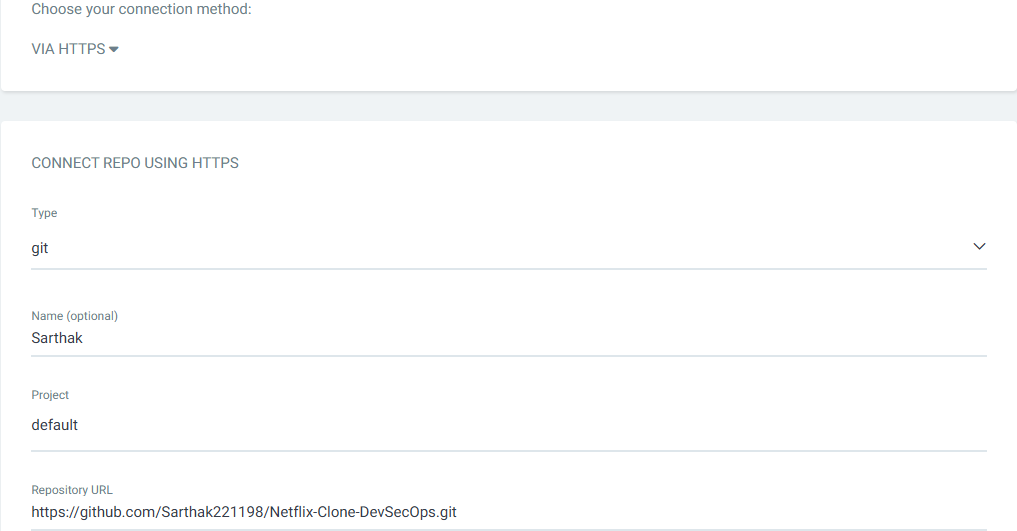 Choose your connection method:
VIA HTTPS
CONNECT REPO USING HTTPS
Type
git
Name (optional)
Sarthak
Project
default
Repository URL
https://github.com/Sarthak221198/Netflix-Clone-DevSecOps.git